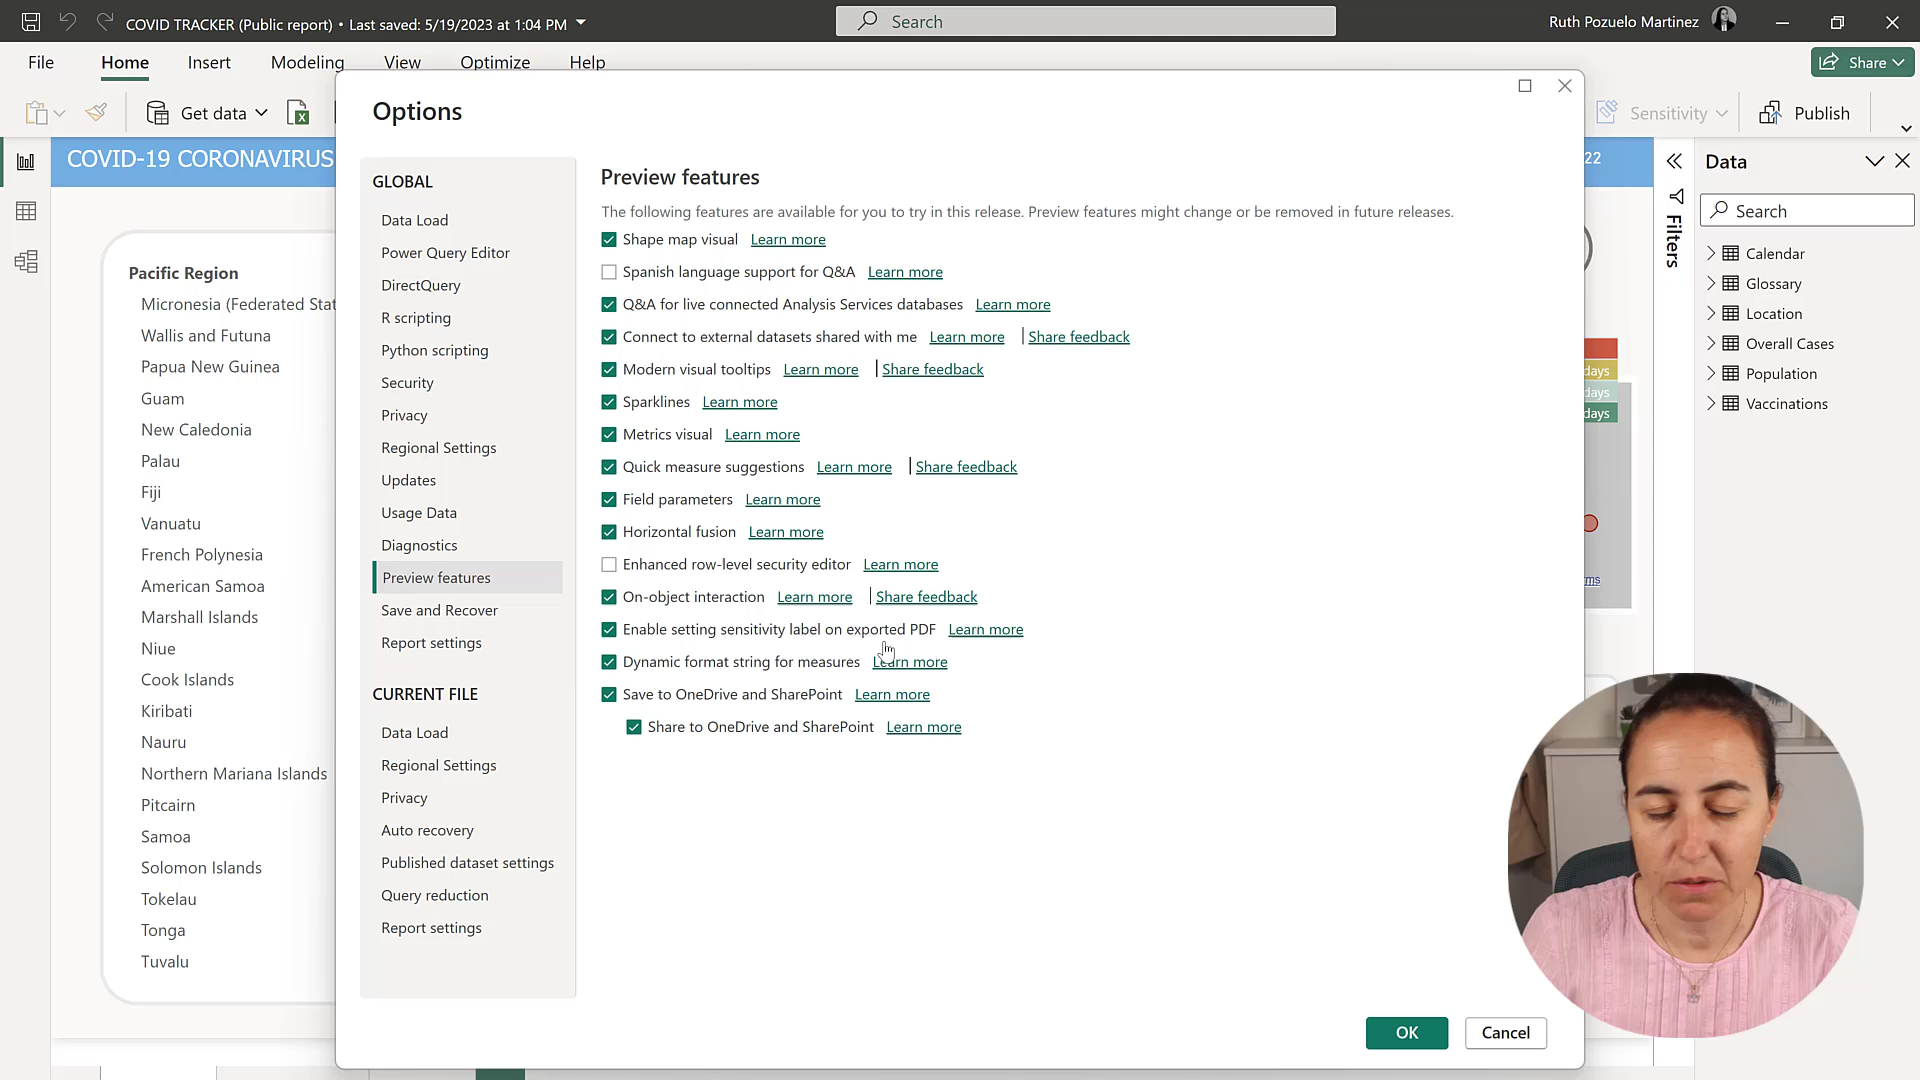 COVID TRACKER (Public report) • Last saved: 5/19/2023 at 1:04 PM
Search
Ruth Pozuelo Martinez
File
Home
Insert
Modeling
View
Optimize
Help
Share
Get data
Sensitivity
Publish
COVID-19 CORONAVIRUS
22
Pacific Region
Micronesia (Federated Stat
Wallis and Futuna
Papua New Guinea
Guam
New Caledonia
Palau
Fiji
Vanuatu
French Polynesia
American Samoa
Marshall Islands
Niue
Cook Islands
Kiribati
Nauru
Northern Mariana Islands
Pitcairn
Samoa
Solomon Islands
Tokelau
Tonga
Tuvalu
Options
GLOBAL
Data Load
Power Query Editor
DirectQuery
R scripting
Python scripting
Security
Privacy
Regional Settings
Updates
Usage Data
Diagnostics
Preview features
Save and Recover
Report settings
CURRENT FILE
Data Load
Regional Settings
Privacy
Auto recovery
Published dataset settings
Query reduction
Report settings
Preview features
The following features are available for you to try in this release. Preview features might change or be removed in future releases.
Shape map visual Learn more
Spanish language support for Q&A Learn more
Q&A for live connected Analysis Services databases Learn more
Connect to external datasets shared with me Learn more | Share feedback
Modern visual tooltips Learn more | Share feedback
Sparklines Learn more
Metrics visual Learn more
Quick measure suggestions Learn more | Share feedback
Field parameters Learn more
Horizontal fusion Learn more
Enhanced row-level security editor Learn more
On-object interaction Learn more | Share feedback
Enable setting sensitivity label on exported PDF Learn more
Dynamic format string for measures Learn more
Save to OneDrive and SharePoint Learn more
Share to OneDrive and SharePoint Learn more
OK
Cancel
days
days
days
ms
Filters
Data
Search
Calendar
Glossary
Location
Overall Cases
Population
Vaccinations